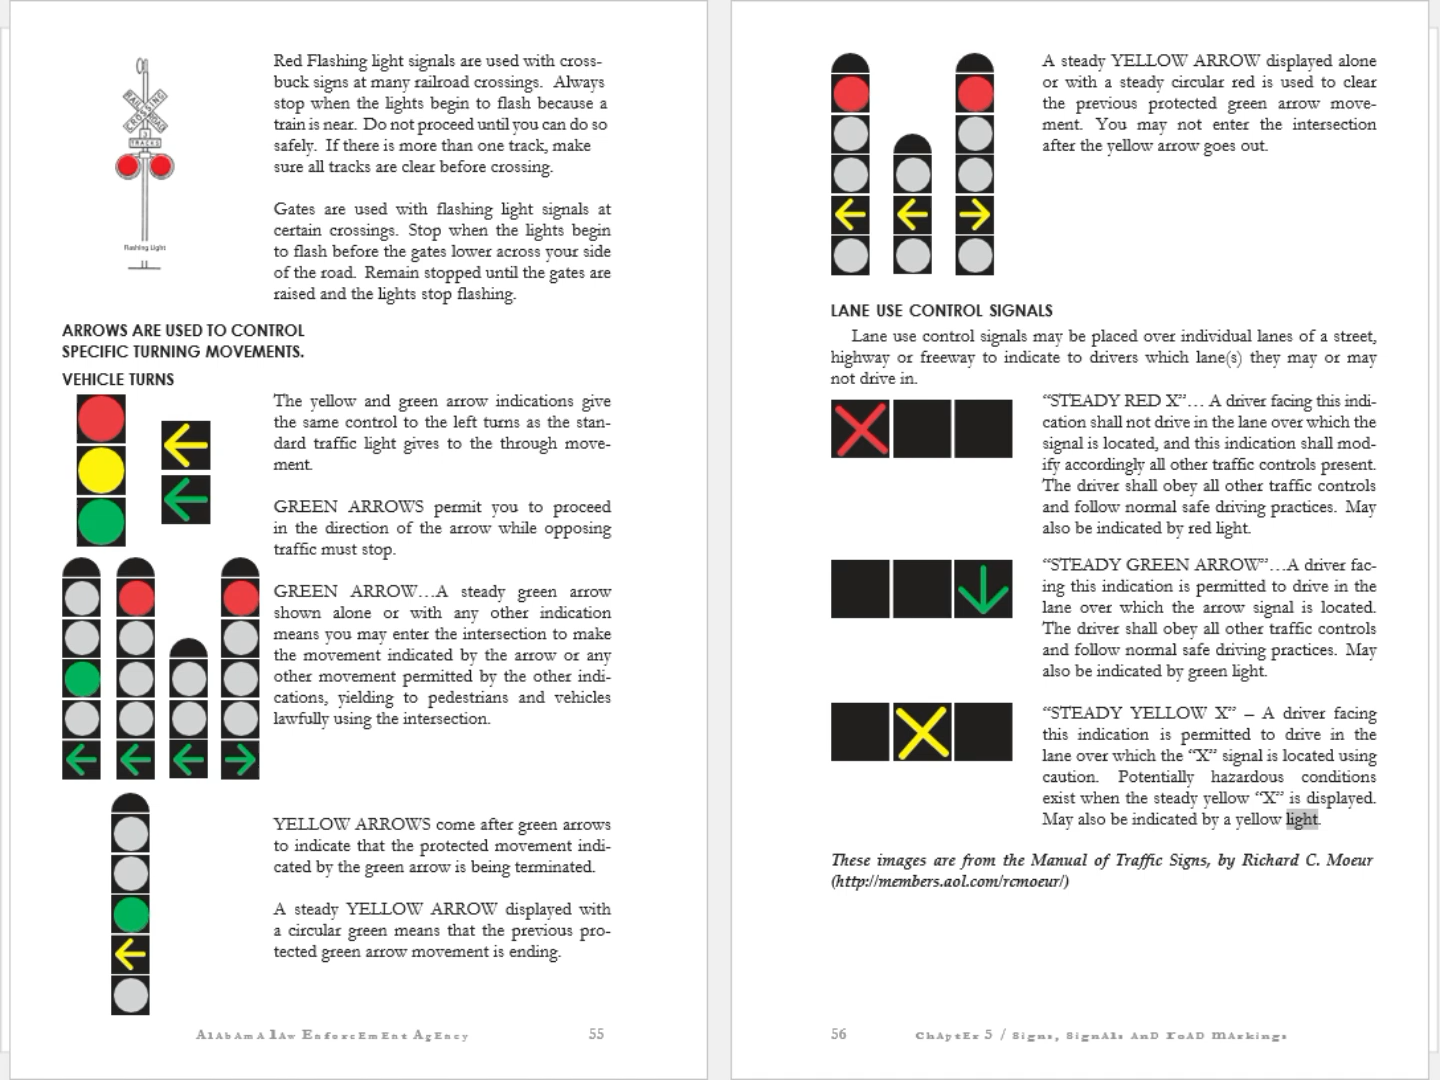 Red Flashing light signals are used with cross-
buck signs at many railroad crossings.  Always
stop when the lights begin to flash because a
train is near.  Do not proceed until you can do so
safely.  If there is more than one track, make
sure all tracks are clear before crossing.
RAILROAD
CROSSING
3
TRACKS
Flashing Light
Gates are used with flashing light signals at
certain crossings.  Stop when the lights begin
to flash before the gates lower across your side
of the road.  Remain stopped until the gates are
raised and the lights stop flashing.
ARROWS ARE USED TO CONTROL
SPECIFIC TURNING MOVEMENTS.
VEHICLE TURNS
The yellow and green arrow indications give
the same control to the left turns as the stan-
dard traffic light gives to the through move-
ment.
GREEN ARROWS permit you to proceed
in the direction of the arrow while opposing
traffic must stop.
GREEN ARROW…A steady green arrow
shown alone or with any other indication
means you may enter the intersection to make
the movement indicated by the arrow or any
other movement permitted by the other indi-
cations, yielding to pedestrians and vehicles
lawfully using the intersection.
YELLOW ARROWS come after green arrows
to indicate that the protected movement indi-
cated by the green arrow is being terminated.
A steady YELLOW ARROW displayed with
a circular green means that the previous pro-
tected green arrow movement is ending.
Alabama Law Enforcement Agency 55
A steady YELLOW ARROW displayed alone
or with a steady circular red is used to clear
the previous protected green arrow move-
ment.  You may not enter the intersection
after the yellow arrow goes out.
LANE USE CONTROL SIGNALS
Lane use control signals may be placed over individual lanes of a street,
highway or freeway to indicate to drivers which lane(s) they may or may
not drive in.
“STEADY RED X”… A driver facing this indi-
cation shall not drive in the lane over which the
signal is located, and this indication shall mod-
ify accordingly all other traffic controls present.
The driver shall obey all other traffic controls
and follow normal safe driving practices.  May
also be indicated by red light.
“STEADY GREEN ARROW”…A driver fac-
ing this indication is permitted to drive in the
lane over which the arrow signal is located.
The driver shall obey all other traffic controls
and follow normal safe driving practices.  May
also be indicated by green light.
“STEADY YELLOW X” – A driver facing
this indication is permitted to drive in the
lane over which the “X” signal is located using
caution.  Potentially hazardous conditions
exist when the steady yellow “X” is displayed.
May also be indicated by a yellow light.
These images are from the Manual of Traffic Signs, by Richard C. Moeur
(http://members.aol.com/rcmoeur/)
56 Chapter 5 / Signs, Signals and Road Markings